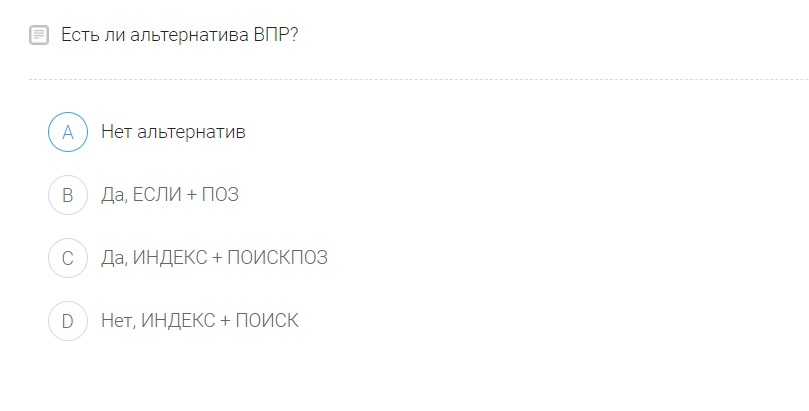 Есть ли альтернатива ВПР?
A Нет альтернатив
B Да, ЕСЛИ + ПОЗ
C Да, ИНДЕКС + ПОИСКПОЗ
D Нет, ИНДЕКС + ПОИСК